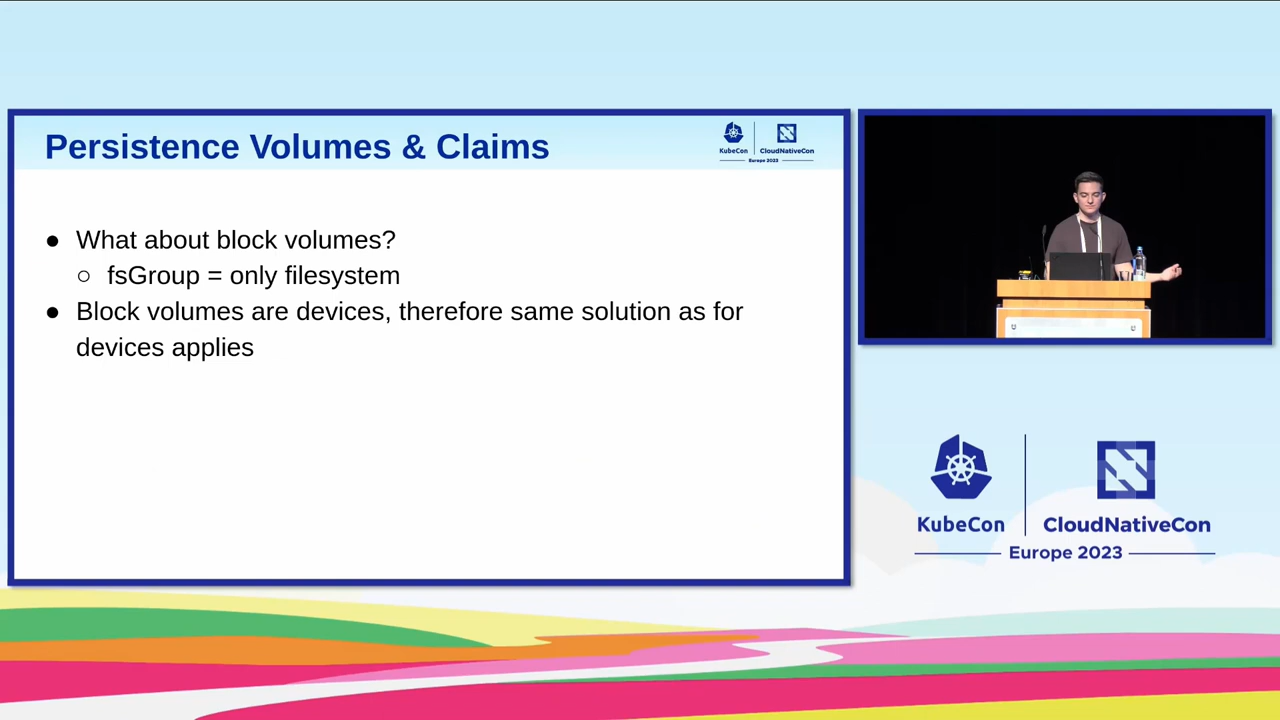 Persistence Volumes & Claims
KubeCon
CloudNativeCon
Europe 2023
● What about block volumes?
○ fsGroup = only filesystem
● Block volumes are devices, therefore same solution as for
devices applies
KubeCon
CloudNativeCon
Europe 2023